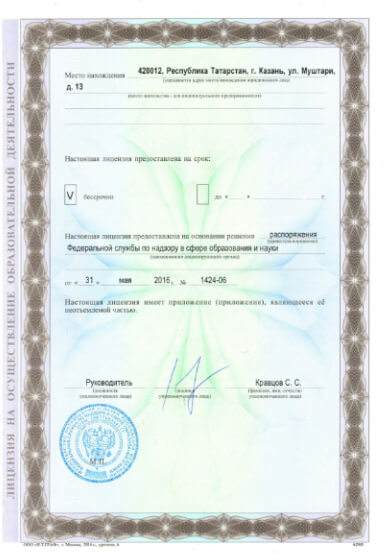 ЛИЦЕНЗИЯ НА ОСУЩЕСТВЛЕНИЕ ОБРАЗОВАТЕЛЬНОЙ ДЕЯТЕЛЬНОСТИ
Место нахождения 420012, Республика Татарстан, г. Казань, ул. Муштари,
(указывается адрес места нахождения юридического лица
д. 13
(место жительства - для индивидуального предпринимателя)
Настоящая лицензия предоставлена на срок:
V бессрочно до « » г.
Настоящая лицензия предоставлена на основании решения распоряжения
(приказ/распоряжение)
Федеральной службы по надзору в сфере образования и науки
(наименование лицензирующего органа)
от « 31 » мая 2016 г. № 1424-06
Настоящая лицензия имеет приложение (приложения), являющееся её
неотъемлемой частью.
Руководитель Кравцов С. С.
(должность (подпись (фамилия, имя, отчество
уполномоченного лица) уполномоченного лица) уполномоченного лица)
М.П.